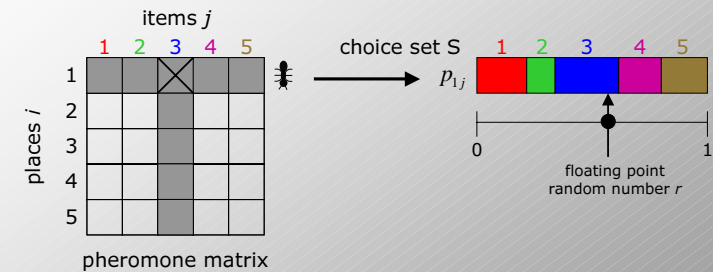 items j
1 2 3 4 5
places i
1
2
3
4
5
pheromone matrix
choice set S
1 2 3 4 5
p1j
0 1
floating point
random number r